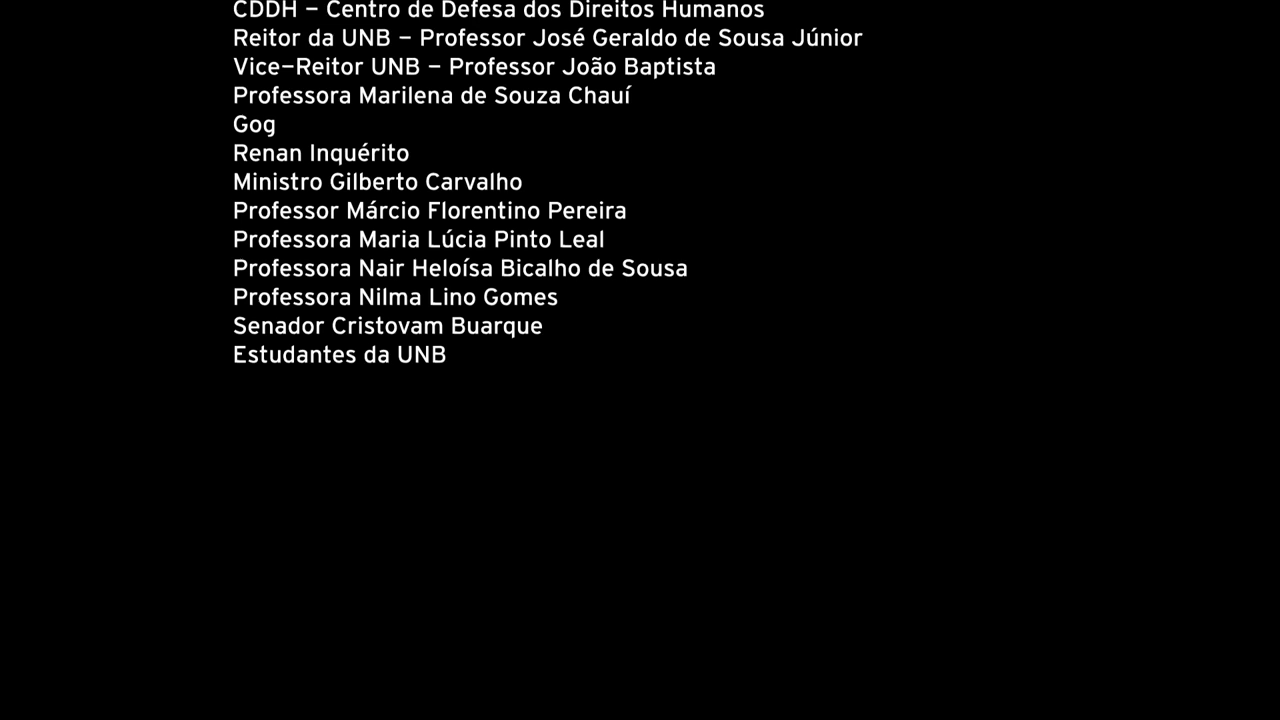 CDDH – Centro de Defesa dos Direitos Humanos
Reitor da UNB – Professor José Geraldo de Sousa Júnior
Vice–Reitor UNB – Professor João Baptista
Professora Marilena de Souza Chauí
Gog
Renan Inquérito
Ministro Gilberto Carvalho
Professor Márcio Florentino Pereira
Professora Maria Lúcia Pinto Leal
Professora Nair Heloísa Bicalho de Sousa
Professora Nilma Lino Gomes
Senador Cristovam Buarque
Estudantes da UNB